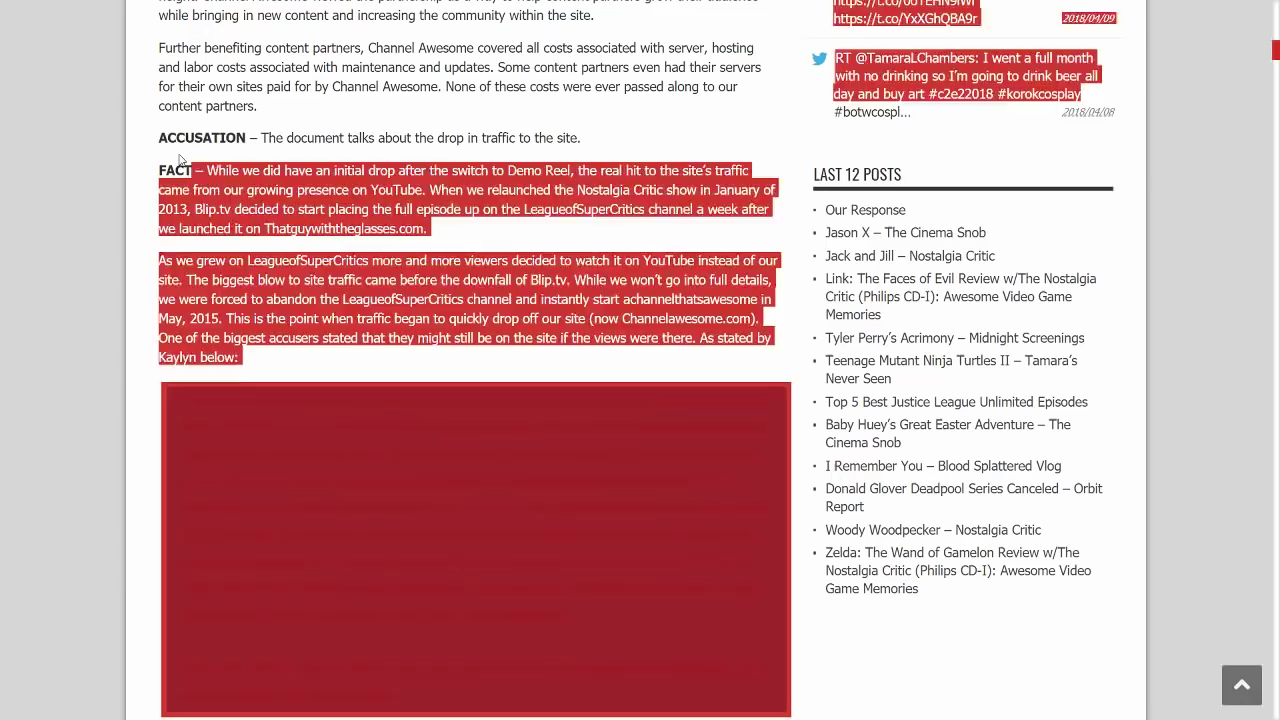 while bringing in new content and increasing the community within the site.
Further benefiting content partners, Channel Awesome covered all costs associated with server, hosting
and labor costs associated with maintenance and updates. Some content partners even had their servers
for their own sites paid for by Channel Awesome. None of these costs were ever passed along to our
content partners.
ACCUSATION – The document talks about the drop in traffic to the site.
FACT – While we did have an initial drop after the switch to Demo Reel, the real hit to the site's traffic
came from our growing presence on YouTube. When we relaunched the Nostalgia Critic show in January of
2013, Blip.tv decided to start placing the full episode up on the LeagueofSuperCritics channel a week after
we launched it on Thatguywiththeglasses.com.
As we grew on LeagueofSuperCritics more and more viewers decided to watch it on YouTube instead of our
site. The biggest blow to site traffic came before the downfall of Blip.tv. While we won't go into full details,
we were forced to abandon the LeagueofSuperCritics channel and instantly start achannelthatsawesome in
May, 2015. This is the point when traffic began to quickly drop off our site (now Channelawesome.com).
One of the biggest accusers stated that they might still be on the site if the views were there. As stated by
Kaylyn below:
https://t.co/YxXGhQBA9r
2018/04/09
RT @TamaraLChambers: I went a full month
with no drinking so I'm going to drink beer all
day and buy art #c2e22018 #korokcosplay
#botwcospl...
2018/04/08
LAST 12 POSTS
Our Response
Jason X – The Cinema Snob
Jack and Jill – Nostalgia Critic
Link: The Faces of Evil Review w/The Nostalgia
Critic (Philips CD-I): Awesome Video Game
Memories
Tyler Perry's Acrimony – Midnight Screenings
Teenage Mutant Ninja Turtles II – Tamara's
Never Seen
Top 5 Best Justice League Unlimited Episodes
Baby Huey's Great Easter Adventure – The
Cinema Snob
I Remember You – Blood Splattered Vlog
Donald Glover Deadpool Series Canceled – Orbit
Report
Woody Woodpecker – Nostalgia Critic
Zelda: The Wand of Gamelon Review w/The
Nostalgia Critic (Philips CD-I): Awesome Video
Game Memories